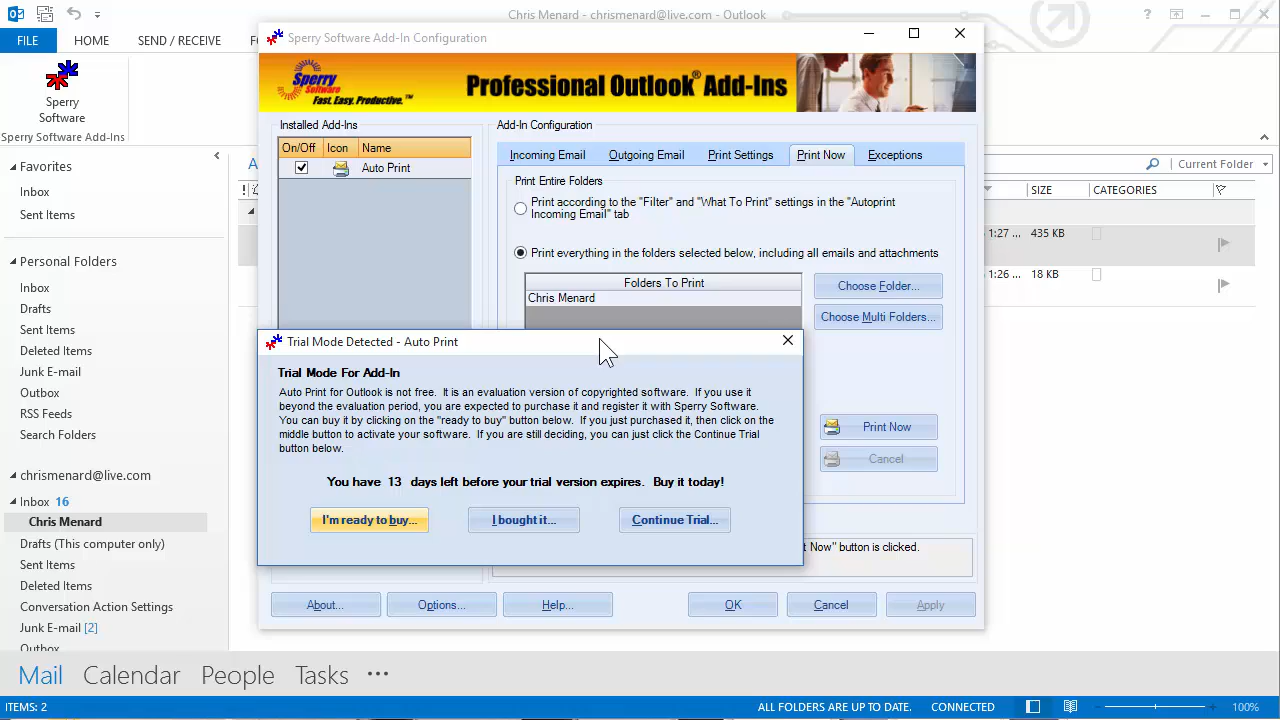 Chris Menard - chrismenard@live.com - Outlook
FILE
HOME
SEND / RECEIVE
Sperry Software Add-In Configuration
Sperry
Software
Fast. Easy. Productive.™
Professional Outlook® Add-Ins
Sperry
Software
Sperry Software Add-Ins
Installed Add-Ins
On/Off Icon Name
Auto Print
Add-In Configuration
Incoming Email Outgoing Email Print Settings Print Now Exceptions
Print Entire Folders
Print according to the "Filter" and "What To Print" settings in the "Autoprint
Incoming Email" tab
Print everything in the folders selected below, including all emails and attachments
Folders To Print
Chris Menard
Choose Folder...
Choose Multi Folders...
Print Now
Cancel
Trial Mode Detected - Auto Print
Trial Mode For Add-In
Auto Print for Outlook is not free. It is an evaluation version of copyrighted software. If you use it
beyond the evaluation period, you are expected to purchase it and register it with Sperry Software.
You can buy it by clicking on the "ready to buy" button below. If you just purchased it, then click on the
middle button to activate your software. If you are still deciding, you can just click the Continue Trial
button below.
You have 13 days left before your trial version expires. Buy it today!
I'm ready to buy... I bought it... Continue Trial...
Now" button is clicked.
About... Options... Help... OK Cancel Apply
Current Folder
SIZE CATEGORIES
1:27 ... 435 KB
1:26 ... 18 KB
Favorites
Inbox
Sent Items
Personal Folders
Inbox
Drafts
Sent Items
Deleted Items
Junk E-mail
Outbox
RSS Feeds
Search Folders
chrismenard@live.com
Inbox 16
Chris Menard
Drafts (This computer only)
Sent Items
Deleted Items
Conversation Action Settings
Junk E-mail [2]
Outbox
Mail Calendar People Tasks ···
ITEMS: 2
ALL FOLDERS ARE UP TO DATE. CONNECTED 100%